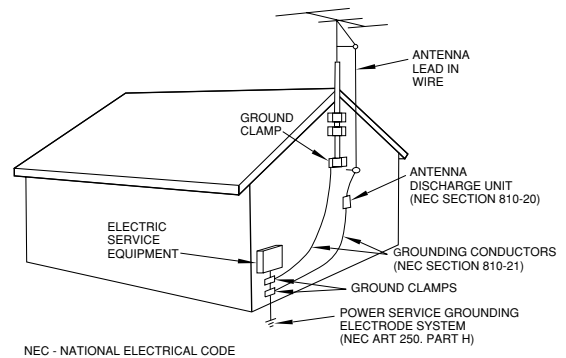 ANTENNA
LEAD IN
WIRE
GROUND
CLAMP
ANTENNA
DISCHARGE UNIT
(NEC SECTION 810-20)
ELECTRIC
SERVICE
EQUIPMENT
GROUNDING CONDUCTORS
(NEC SECTION 810-21)
GROUND CLAMPS
POWER SERVICE GROUNDING
ELECTRODE SYSTEM
(NEC ART 250. PART H)
NEC - NATIONAL ELECTRICAL CODE